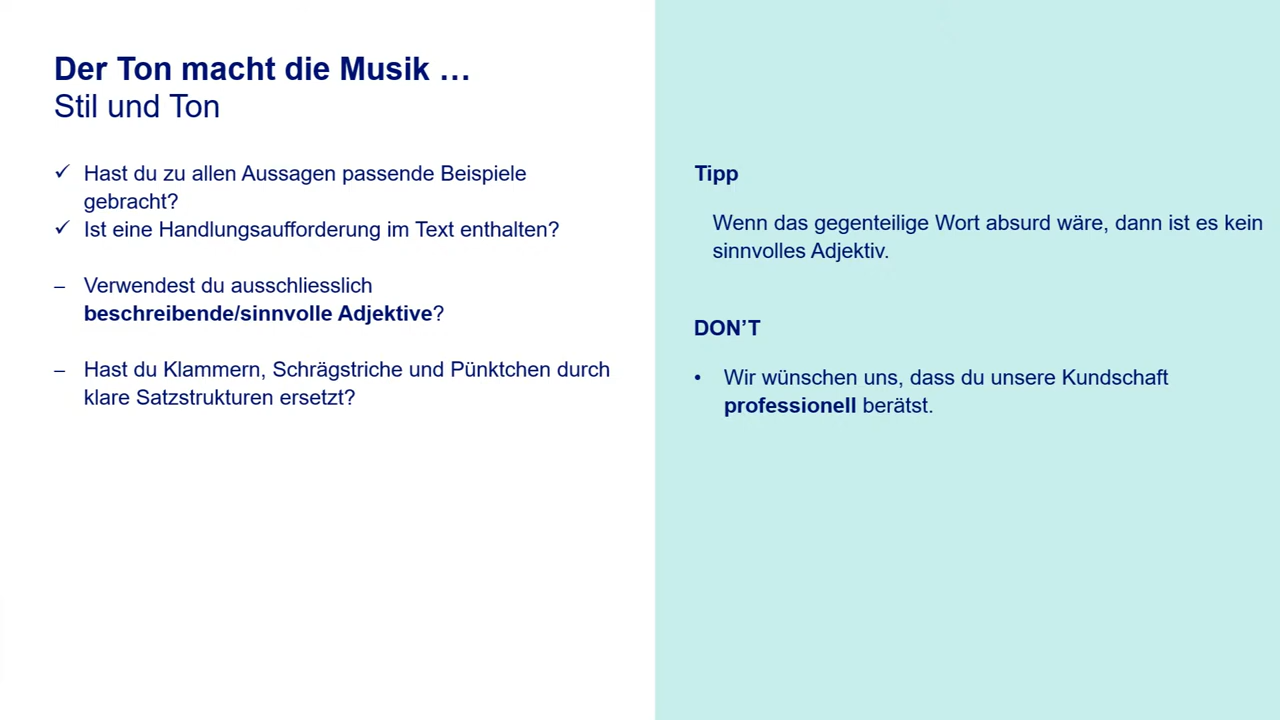 Der Ton macht die Musik …
Stil und Ton
✓ Hast du zu allen Aussagen passende Beispiele
gebracht?
✓ Ist eine Handlungsaufforderung im Text enthalten?
– Verwendest du ausschliesslich
beschreibende/sinnvolle Adjektive?
– Hast du Klammern, Schrägstriche und Pünktchen durch
klare Satzstrukturen ersetzt?
Tipp
Wenn das gegenteilige Wort absurd wäre, dann ist es kein
sinnvolles Adjektiv.
DON’T
• Wir wünschen uns, dass du unsere Kundschaft
professionell berätst.